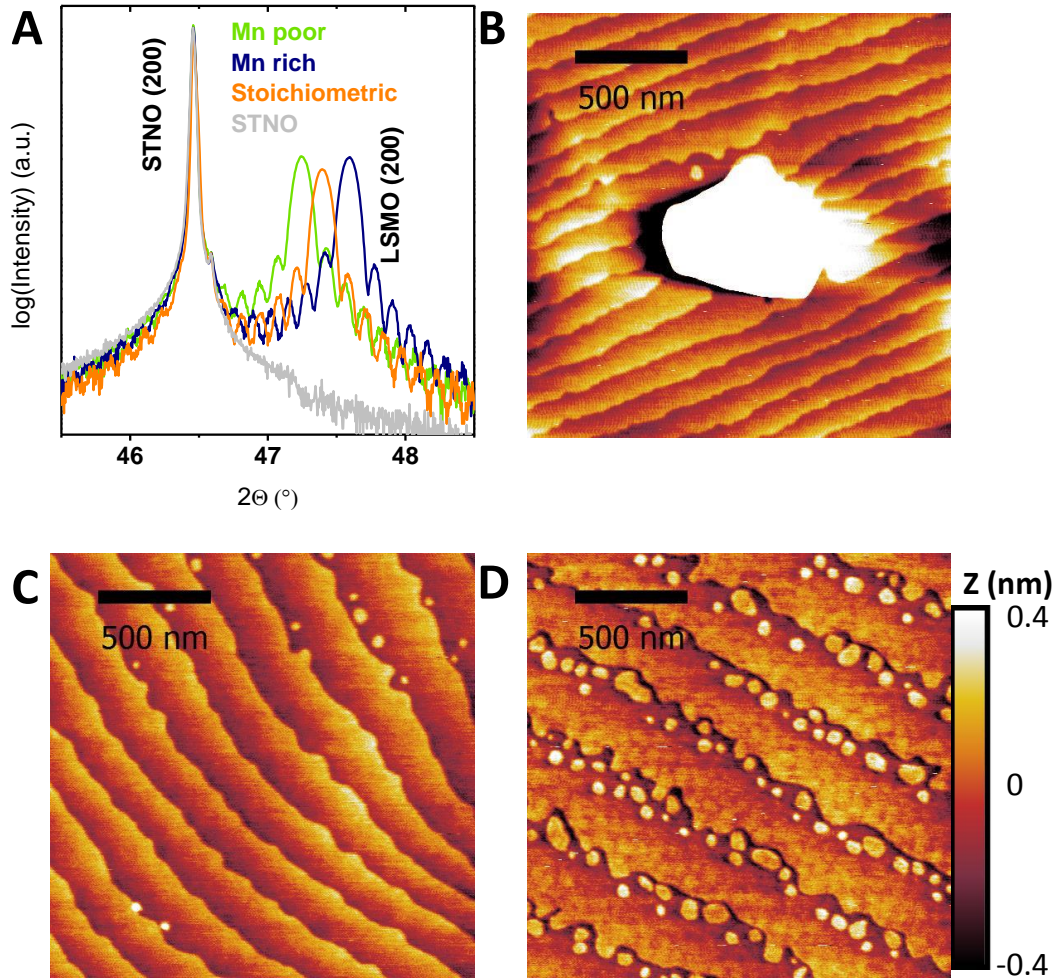 A
Mn poor
Mn rich
Stoichiometric
STNO
STNO (200)
LSMO (200)
log(Intensity) (a.u.)
46
47
48
2Θ (°)
B
500 nm
C
500 nm
D
500 nm
Z (nm)
0.4
0
-0.4